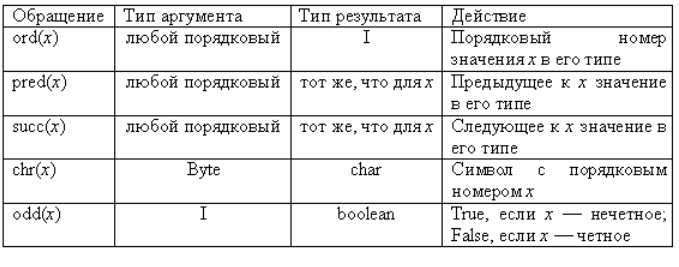 Обращение Тип аргумента Тип результата Действие
ord(x) любой порядковый I Порядковый номер
значения x в его типе
pred(x) любой порядковый тот же, что для x Предыдущее к x значение
в его типе
succ(x) любой порядковый тот же, что для x Следующее к x значение в
его типе
chr(x) Byte char Символ с порядковым
номером x
odd(x) I boolean True, если x — нечетное;
False, если x — четное